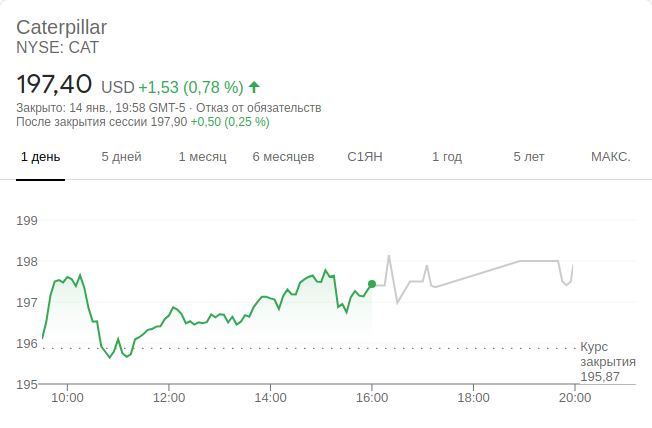 Caterpillar
NYSE: CAT
197,40 USD +1,53 (0,78 %)
Закрыто: 14 янв., 19:58 GMT-5 · Отказ от обязательств
После закрытия сессии 197,90 +0,50 (0,25 %)
1 день 5 дней 1 месяц 6 месяцев С1ЯН 1 год 5 лет МАКС.
199
198
197
196
Курс
закрытия
195,87
195
10:00 12:00 14:00 16:00 18:00 20:00